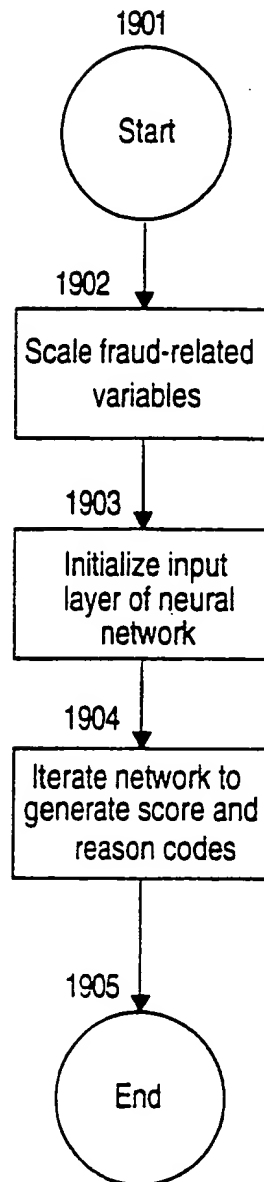 1901
Start
1902
Scale fraud-related
variables
1903
Initialize input
layer of neural
network
1904
Iterate network to
generate score and
reason codes
1905
End